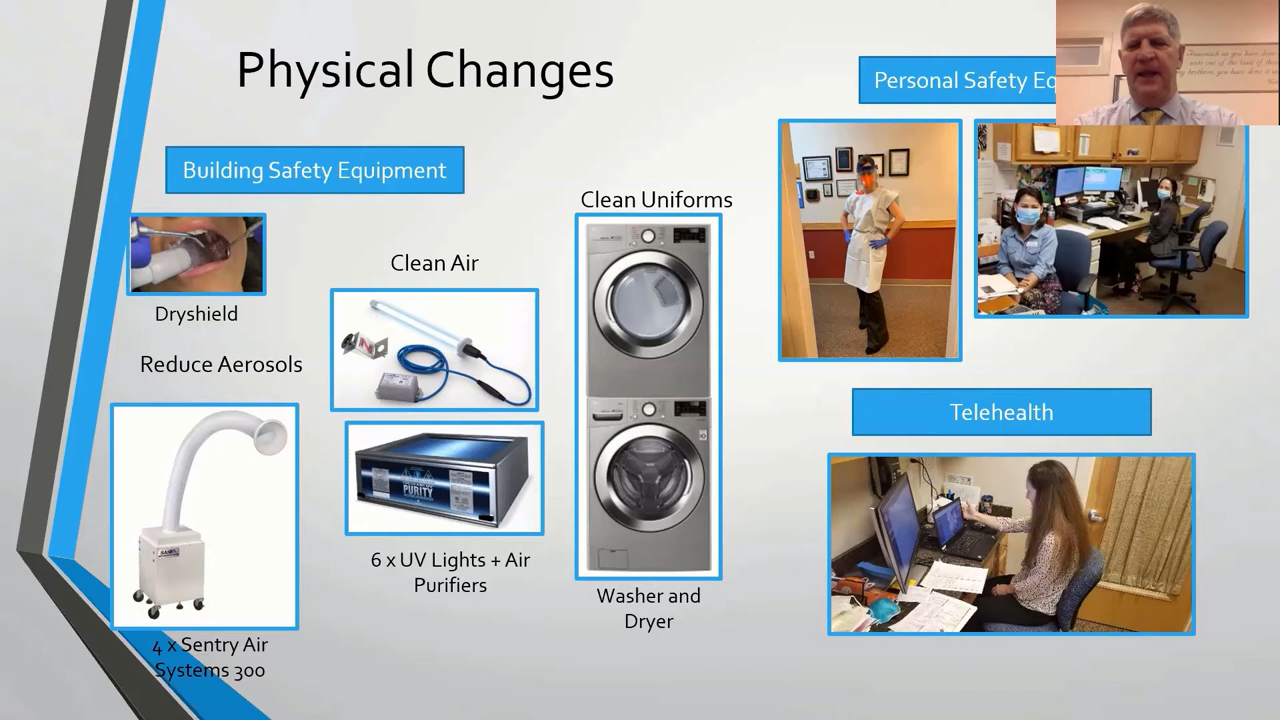 Physical Changes
Building Safety Equipment
Dryshield
Reduce Aerosols
4 x Sentry Air
Systems 300
Clean Air
PURITY
6 x UV Lights + Air
Purifiers
Clean Uniforms
Washer and
Dryer
Personal Safety Eq
Telehealth